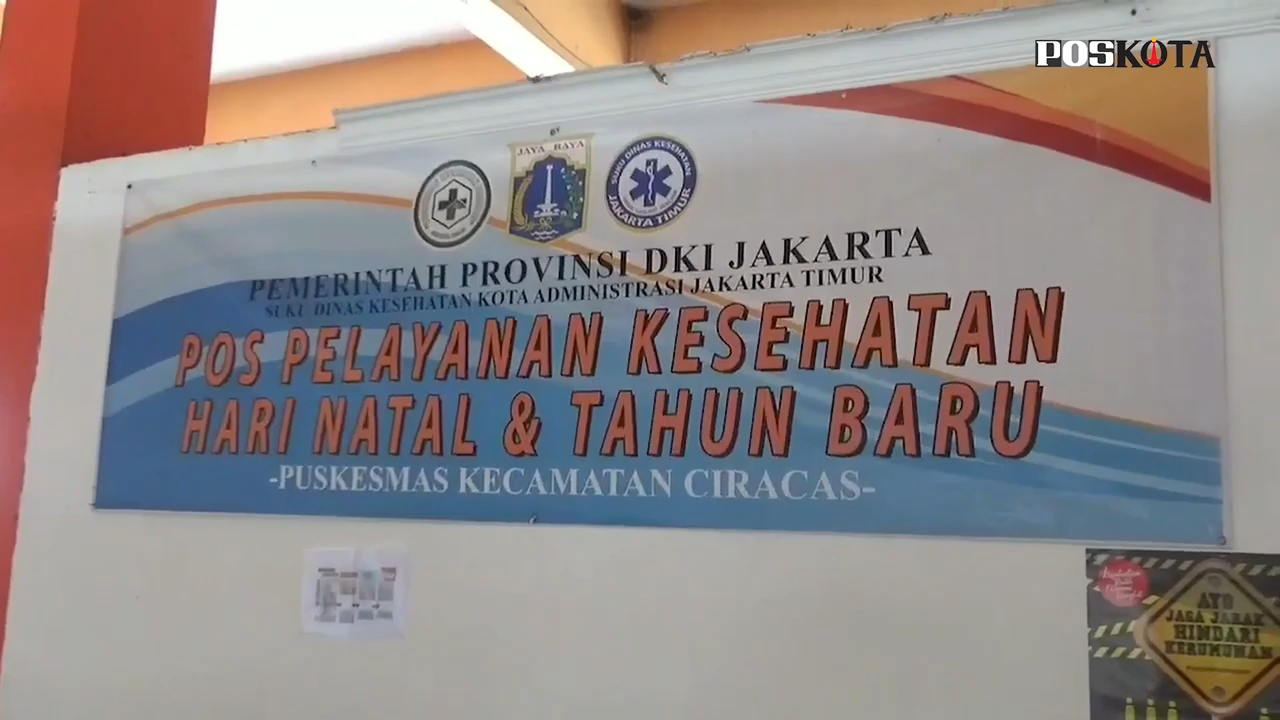 POSKOTA
JAYA RAYA
SUKU DINAS KESEHATAN
JAKARTA TIMUR
PEMERINTAH PROVINSI DKI JAKARTA
SUKU DINAS KESEHATAN KOTA ADMINISTRASI JAKARTA TIMUR
POS PELAYANAN KESEHATAN
HARI NATAL & TAHUN BARU
-PUSKESMAS KECAMATAN CIRACAS-
AYO
JAGA JARAK
HINDARI
KERUMUNAN